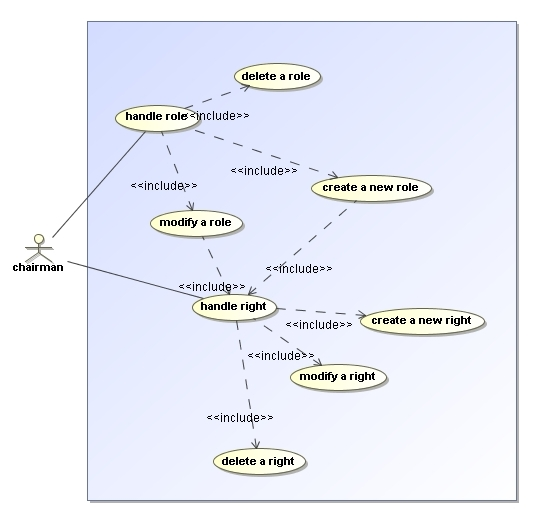 delete a role
handle role
<<include>>
<<include>>
<<include>>
create a new role
modify a role
chairman
<<include>>
<<include>>
handle right
create a new right
<<include>>
<<include>>
modify a right
<<include>>
delete a right